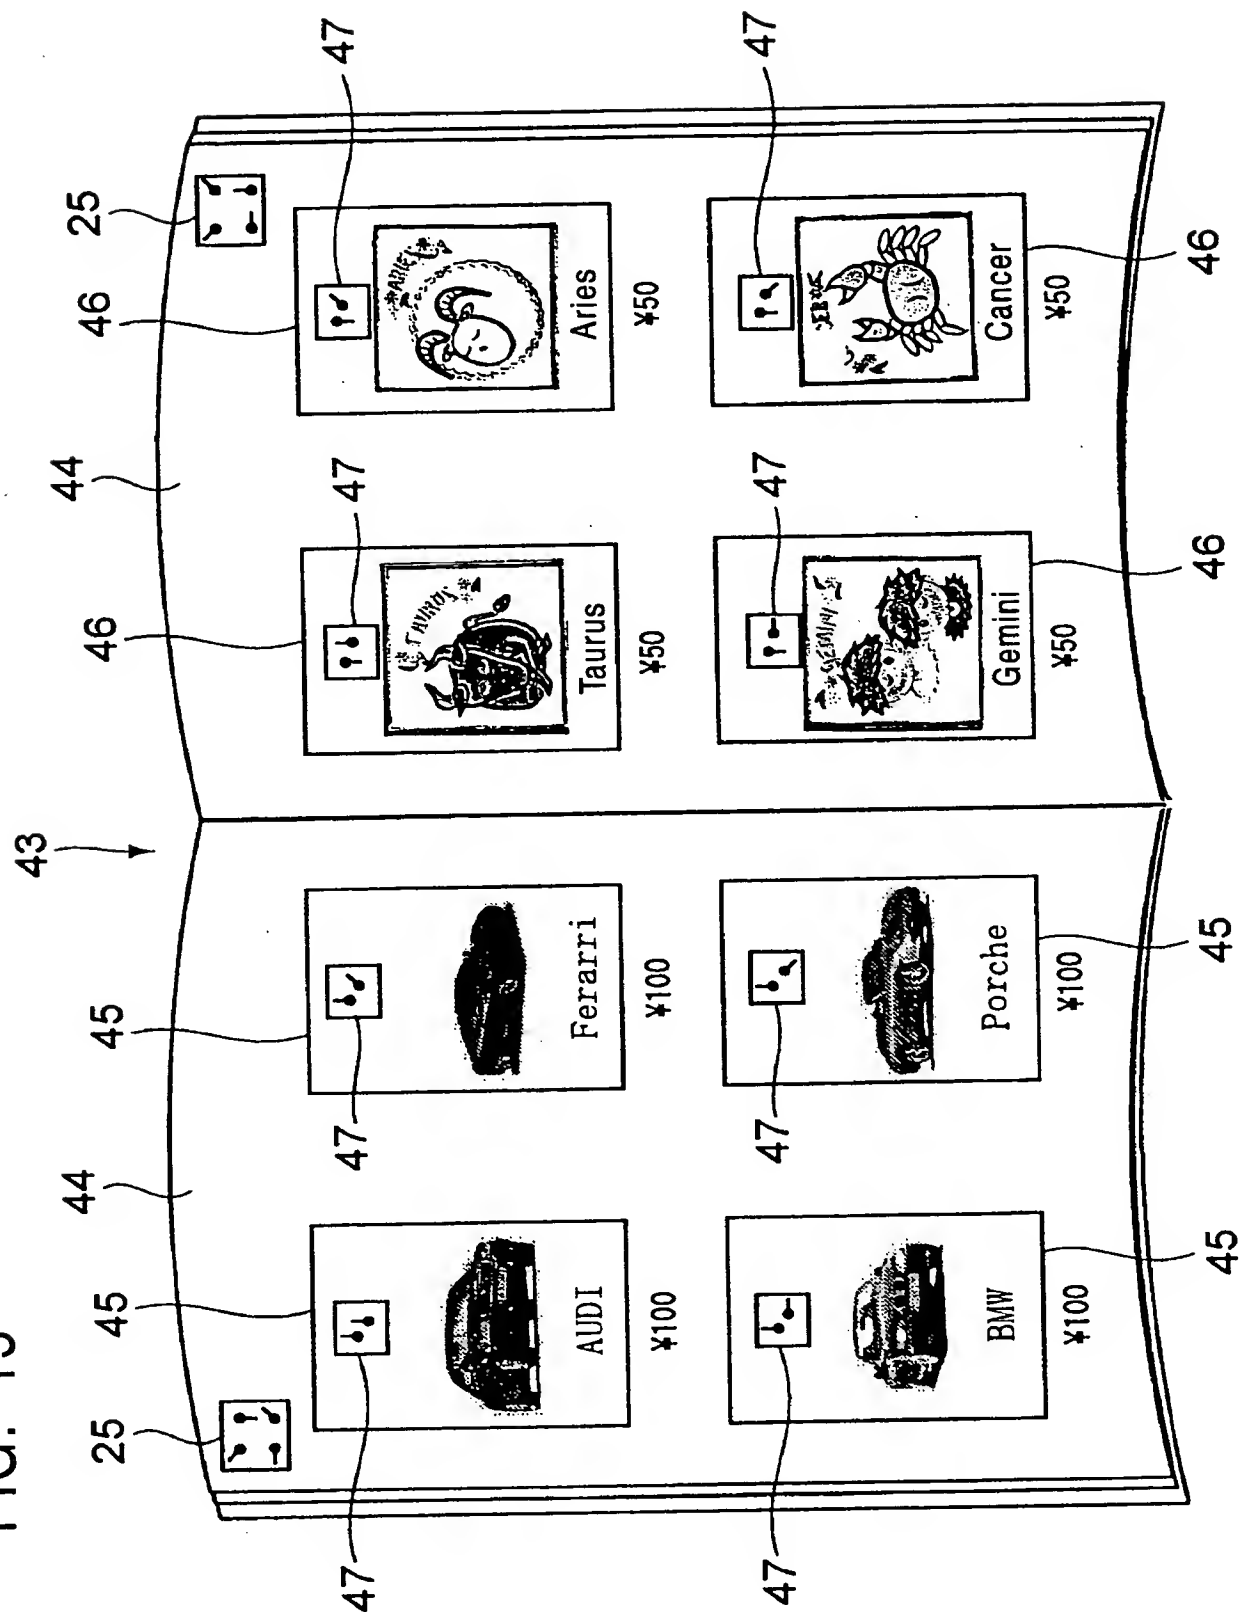 FIG.
43
44 44
25 45 45 46 46 25
47 47 47 47
ARIES
AUDI Ferarri Taurus Aries
¥100 ¥100 ¥50 ¥50
47 47 47 47
GEMINI
BMW Porche Gemini Cancer
¥100 ¥100 ¥50 ¥50
45 45 46 46